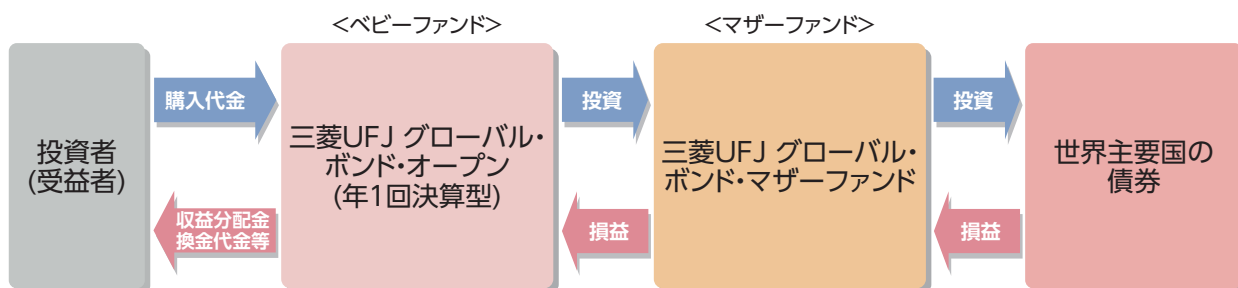 <ベビーファンド>
<マザーファンド>
投資者
(受益者)
購入代金
収益分配金
換金代金等
三菱UFJ グローバル・
ボンド・オープン
(年1回決算型)
投資
損益
三菱UFJ グローバル・
ボンド・マザーファンド
投資
損益
世界主要国の
債券